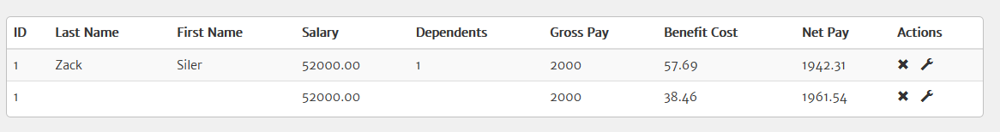 ID Last Name First Name Salary Dependents Gross Pay Benefit Cost Net Pay Actions
1 Zack Siler 52000.00 1 2000 57.69 1942.31
1 52000.00 2000 38.46 1961.54